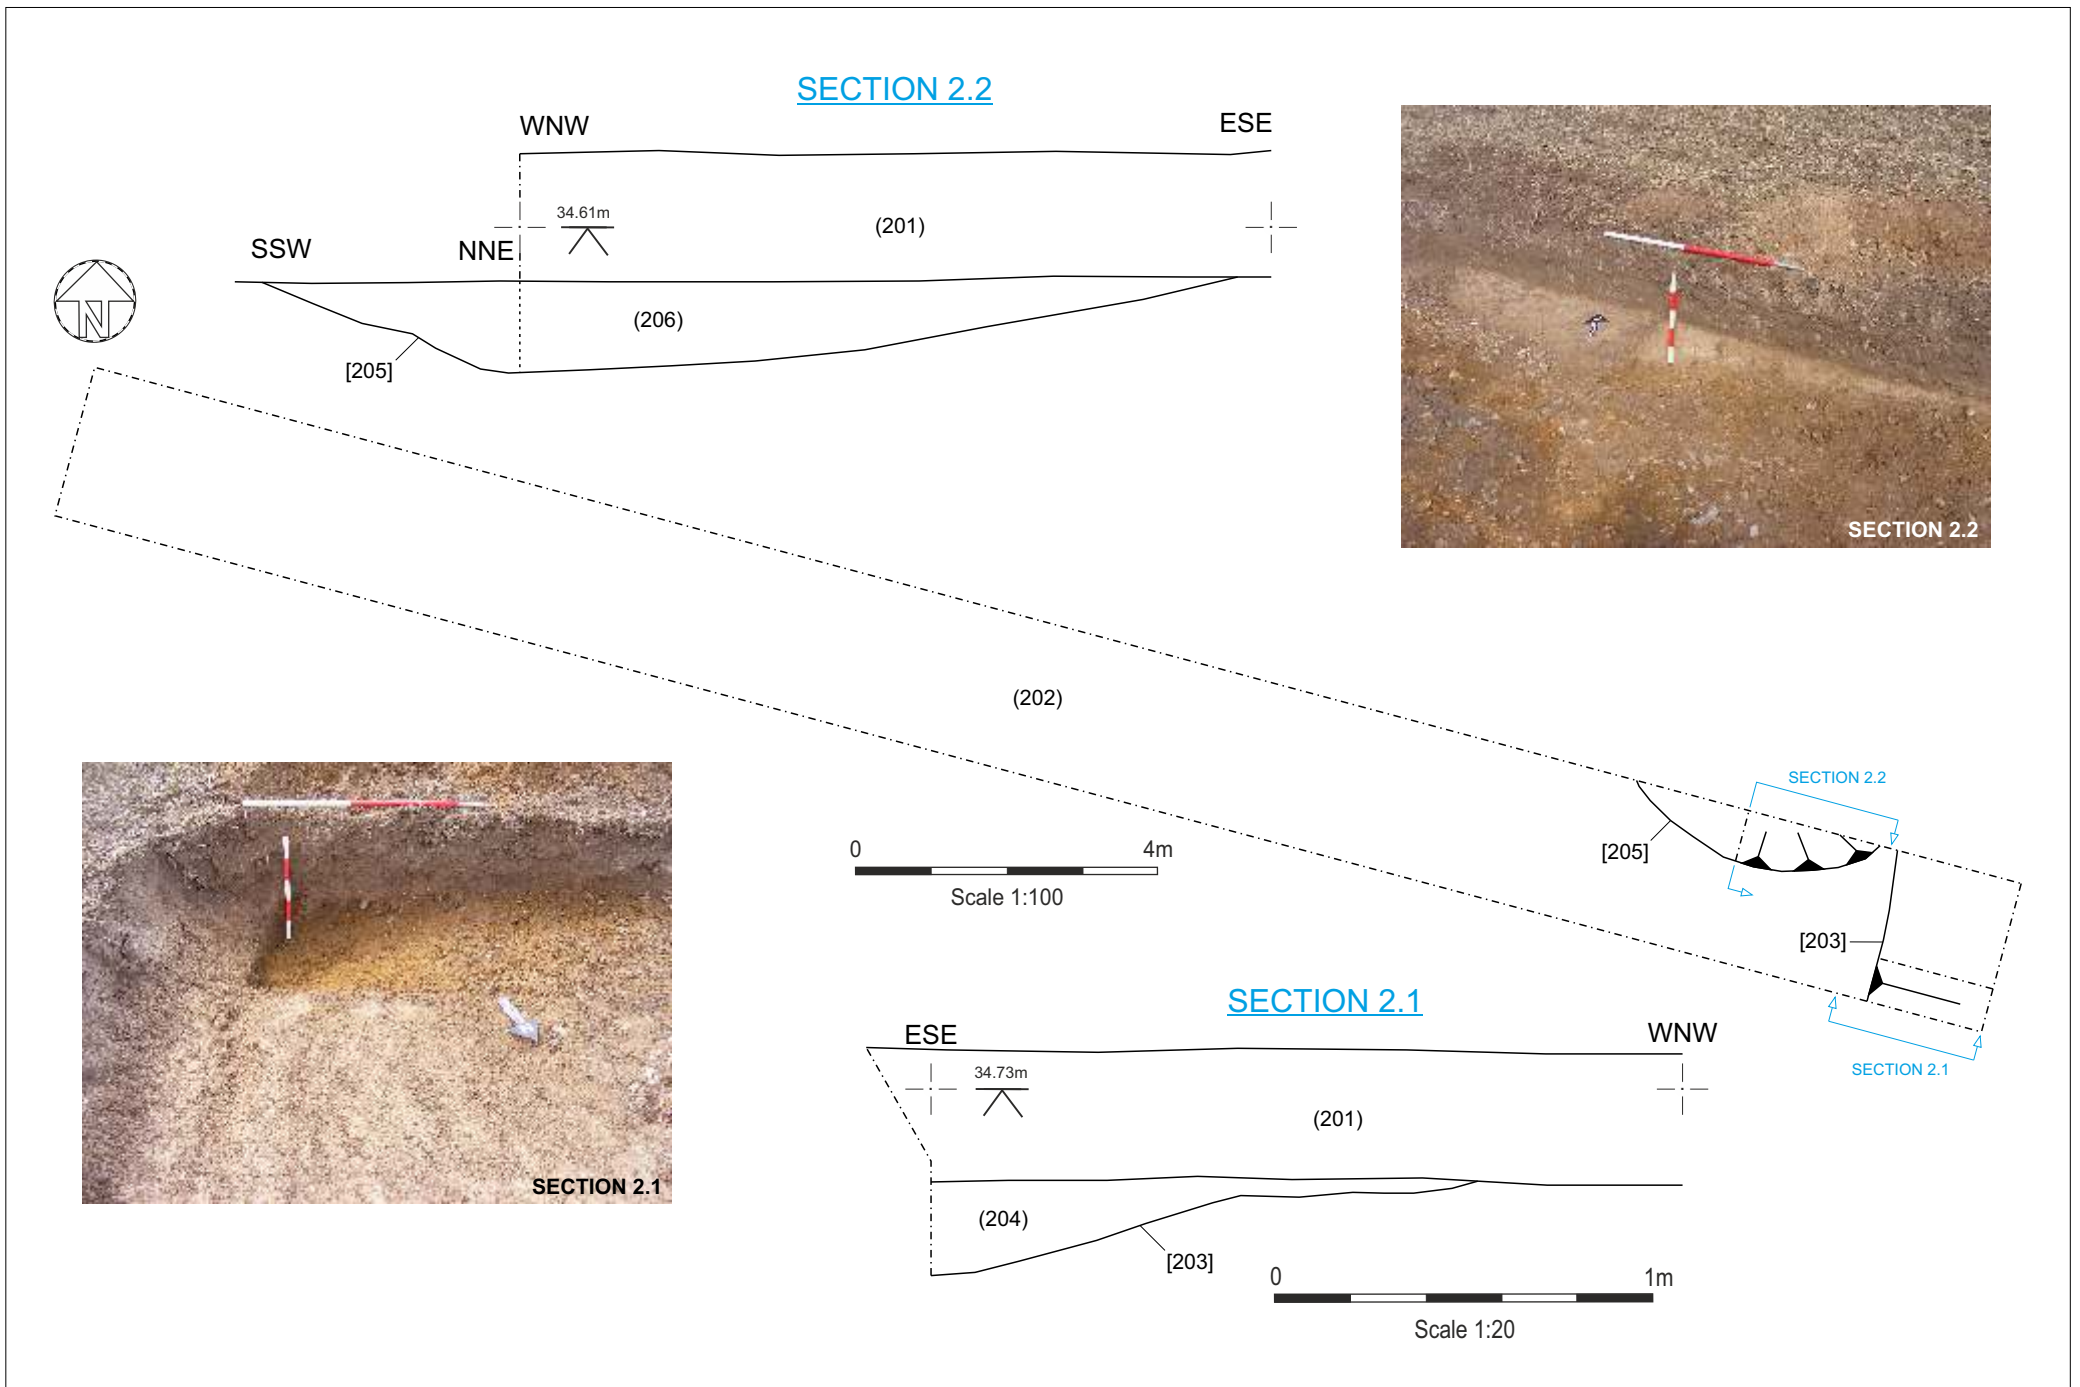 SECTION 2.2
WNW
ESE
34.61m
(201)
SSW
NNE
N
(206)
[205]
SECTION 2.2
(202)
SECTION 2.2
[205]
0 4m
Scale 1:100
[203]
SECTION 2.1
SECTION 2.1
ESE
WNW
34.73m
(201)
SECTION 2.1
(204)
[203]
0 1m
Scale 1:20